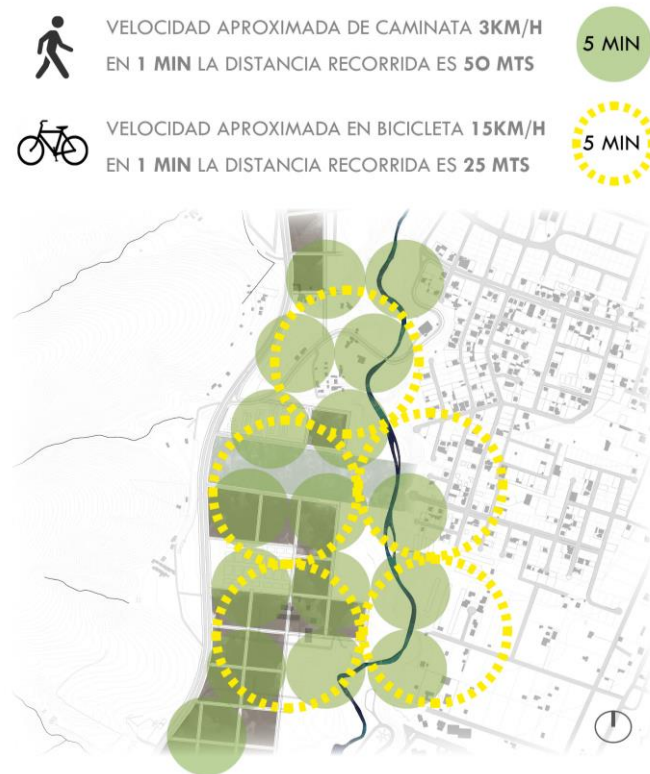 VELOCIDAD APROXIMADA DE CAMINATA 3KM/H
EN 1 MIN LA DISTANCIA RECORRIDA ES 5O MTS
5 MIN
VELOCIDAD APROXIMADA EN BICICLETA 15KM/H
EN 1 MIN LA DISTANCIA RECORRIDA ES 25 MTS
5 MIN